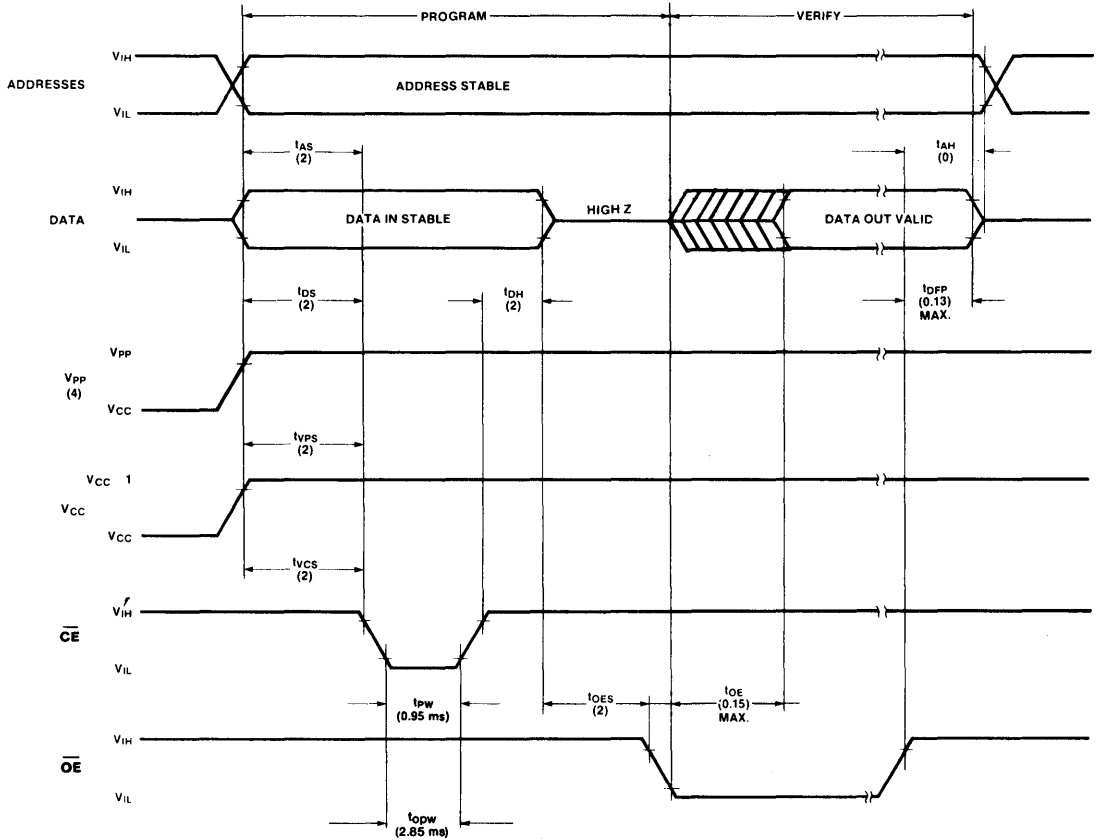 PROGRAM
VERIFY
ADDRESSES
VIH
VIL
ADDRESS STABLE
tAS
(2)
tAH
(0)
DATA
VIH
VIL
DATA IN STABLE
HIGH Z
DATA OUT VALID
tDS
(2)
tDH
(2)
tDFP
(0.13)
MAX.
VPP
VPP
(4)
VCC
tVPS
(2)
VCC 1
VCC
VCC
tVCS
(2)
VIH
CE
VIL
tPW
(0.95 ms)
tOES
(2)
tOE
(0.15)
MAX.
VIH
OE
VIL
tOPW
(2.85 ms)